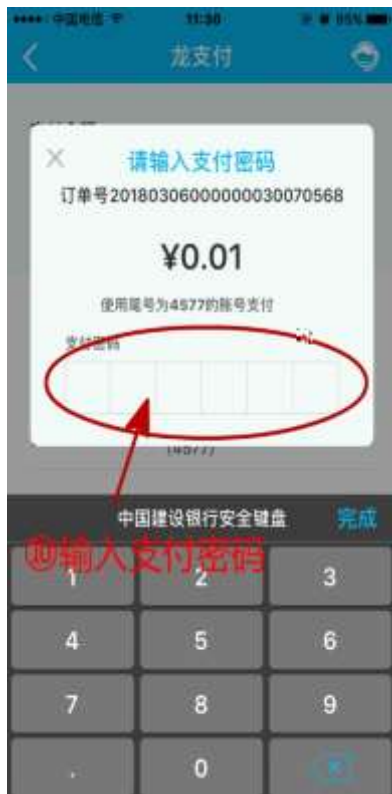 中国电信 11:30 95%
龙支付
请输入支付密码
订单号20180306000000030070568
¥0.01
使用尾号为4577的账号支付
支付密码
(4577)
中国建设银行安全键盘 完成
⑩输入支付密码
1 2 3
4 5 6
7 8 9
. 0